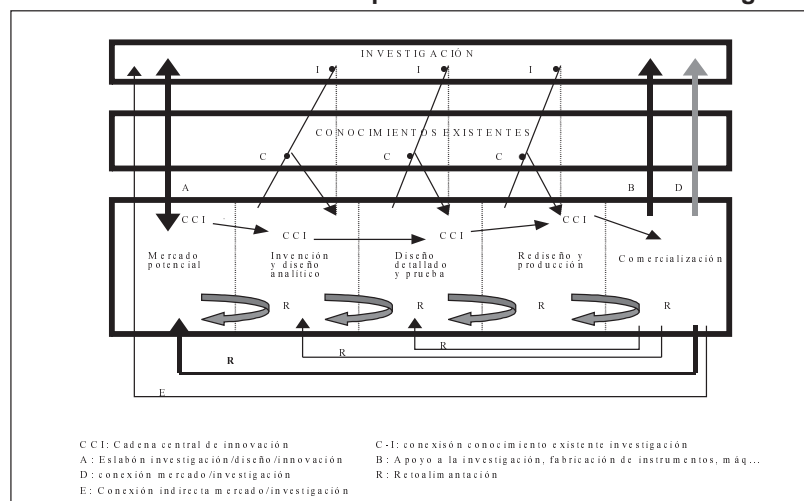 INVESTIGACIÓN
I I I
CONOCIMIENTOS EXISTENTES
C C C
A B D
CCI CCI CCI CCI
Mercado potencial
Invención y diseño analítico
Diseño detallado y prueba
Rediseño y producción
Comercialización
R R R R
R R R
E
CCI: Cadena central de innovación
A: Eslabón investigación/diseño/innovación
D: conexión mercado/investigación
E: Conexión indirecta mercado/investigación
C-I: conexisón conocimiento existente investigación
B: Apoyo a la investigación, fabricación de instrumentos, máq...
R: Retoalimantación